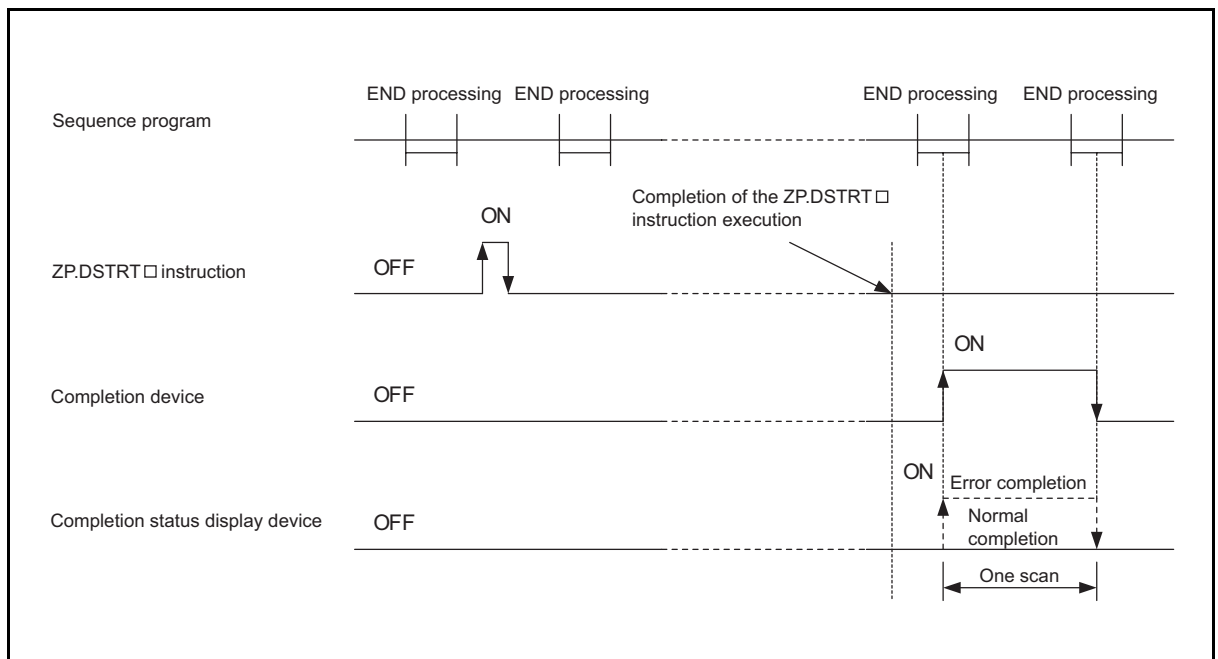 END processing END processing END processing END processing
Sequence program
Completion of the ZP.DSTRT□
instruction execution
ON
ZP.DSTRT□ instruction
OFF
ON
Completion device
OFF
ON
Error completion
Completion status display device
OFF
Normal
completion
One scan